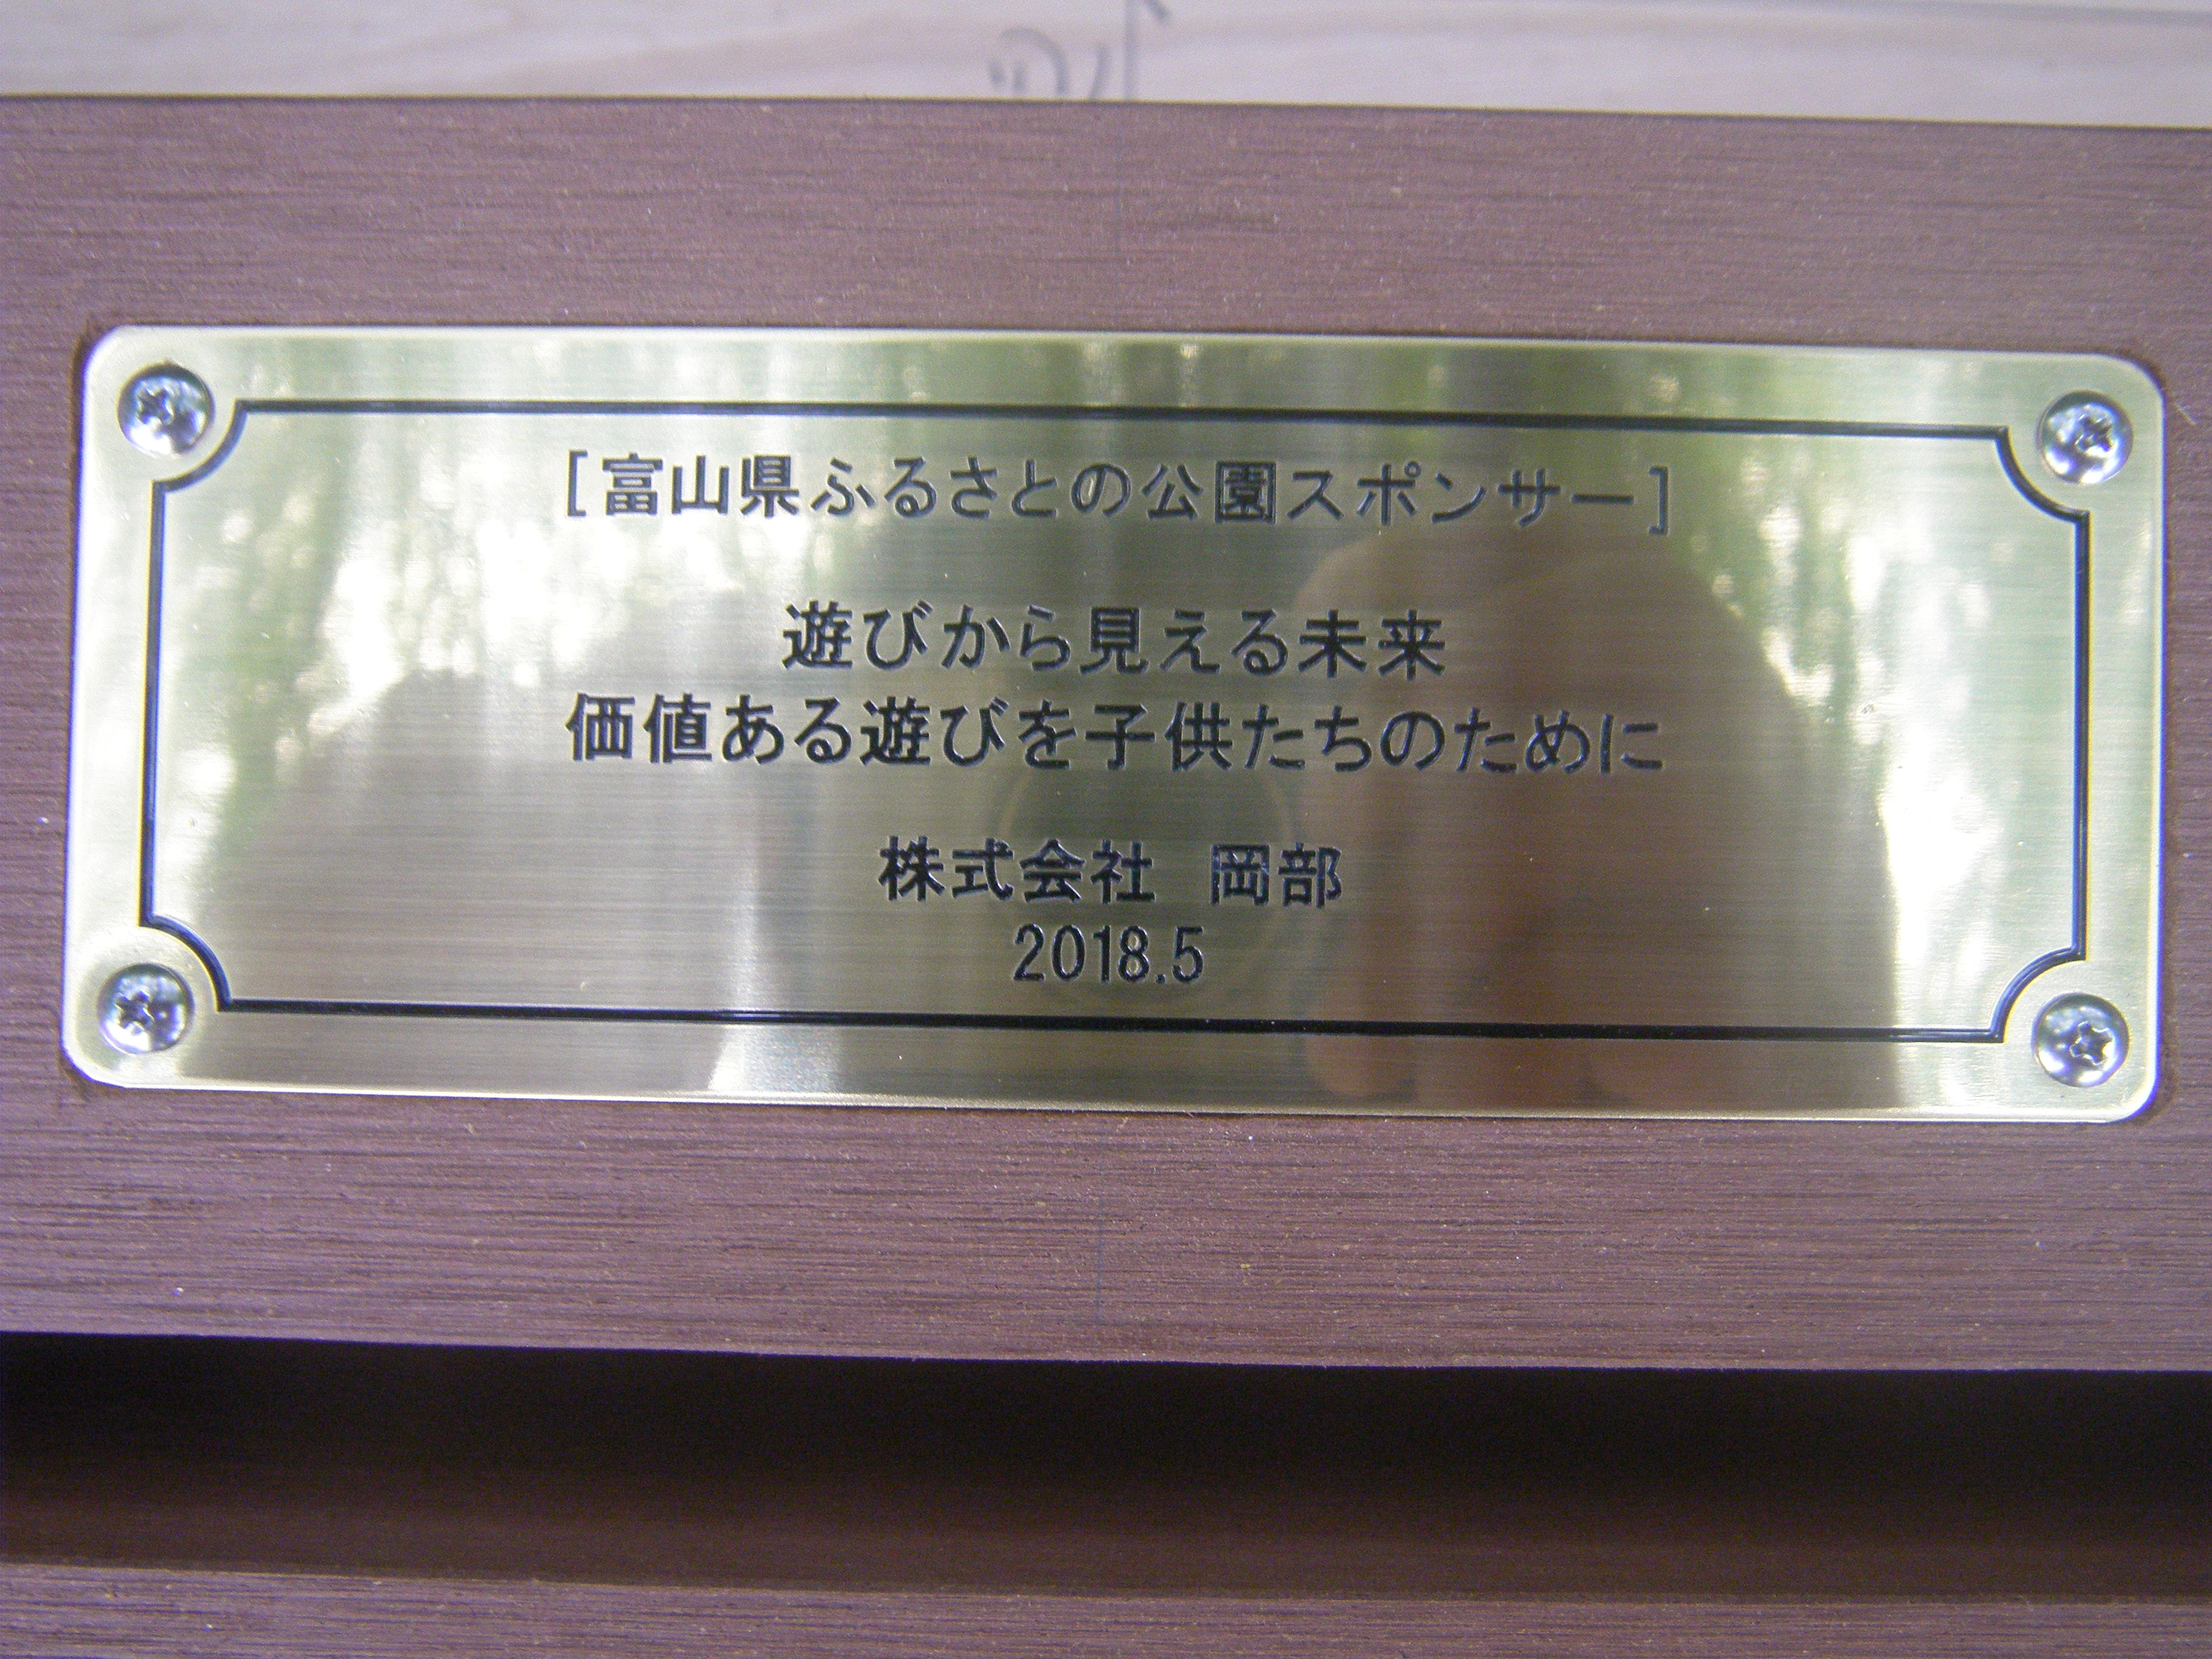 [富山県ふるさとの公園スポンサー]
遊びから見える未来
価値ある遊びを子供たちのために
株式会社　岡部
2018.5